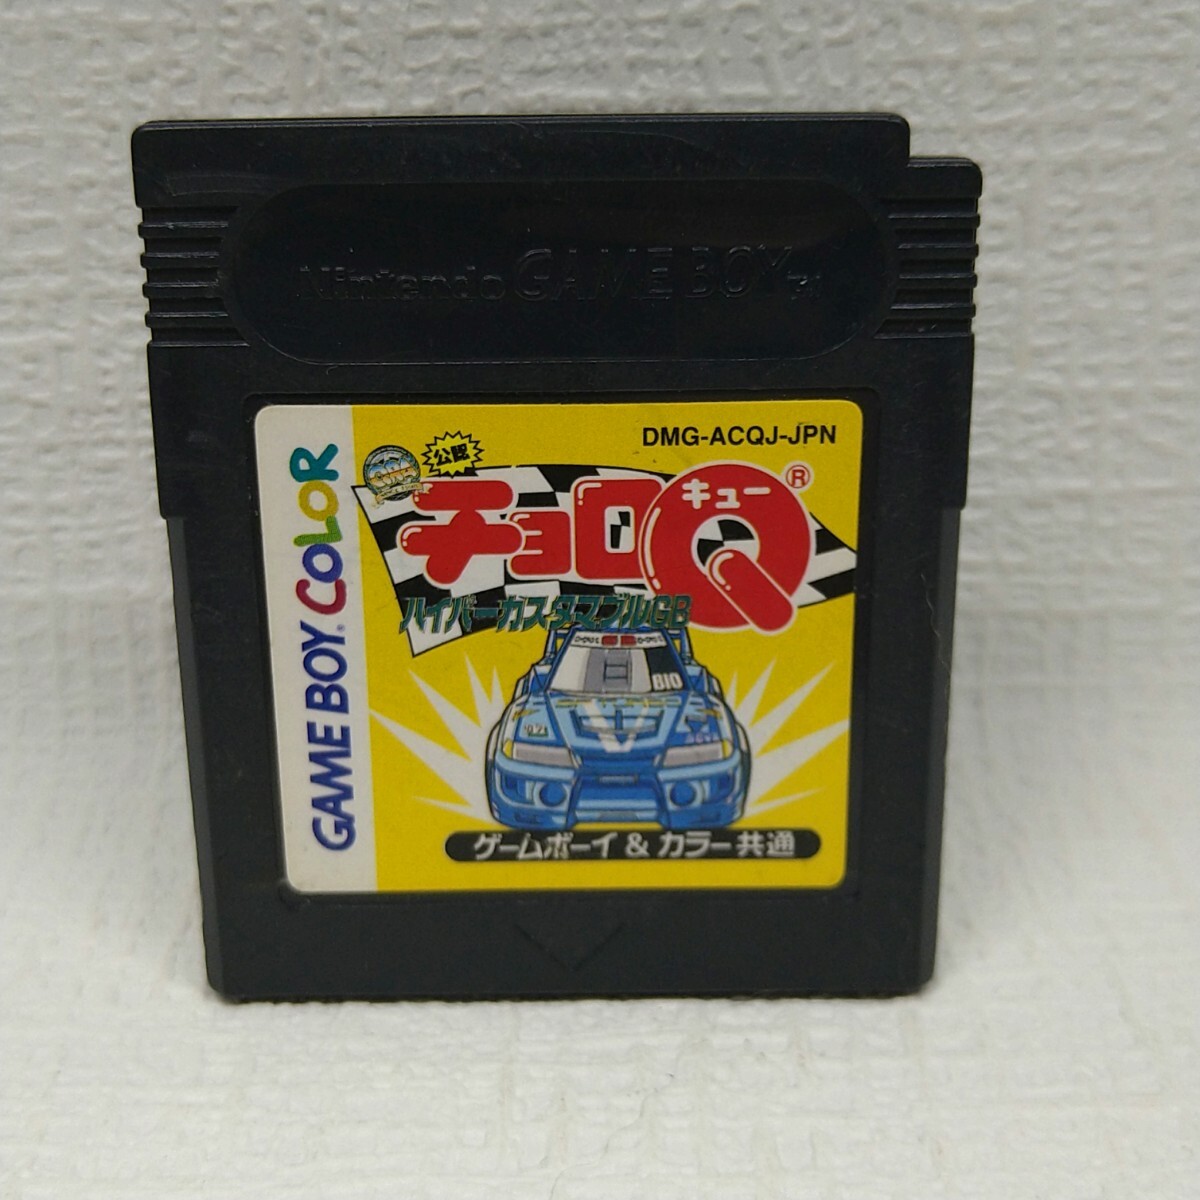 Nintendo GAME BOY TM
DMG-ACQJ-JPN
公認
チョロQ®
キュー
ハイパーカスタマブルGB
BIO
ゲームボーイ & カラー共通
GAME BOY COLOR